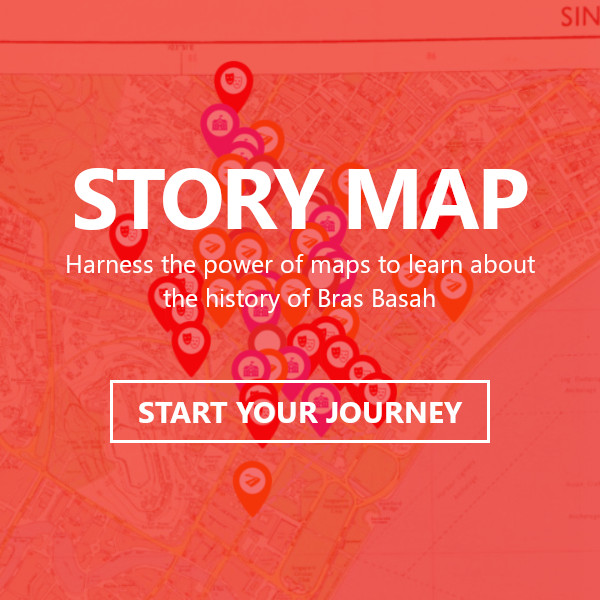 SIN
STORY MAP
Harness the power of maps to learn about
the history of Bras Basah
START YOUR JOURNEY